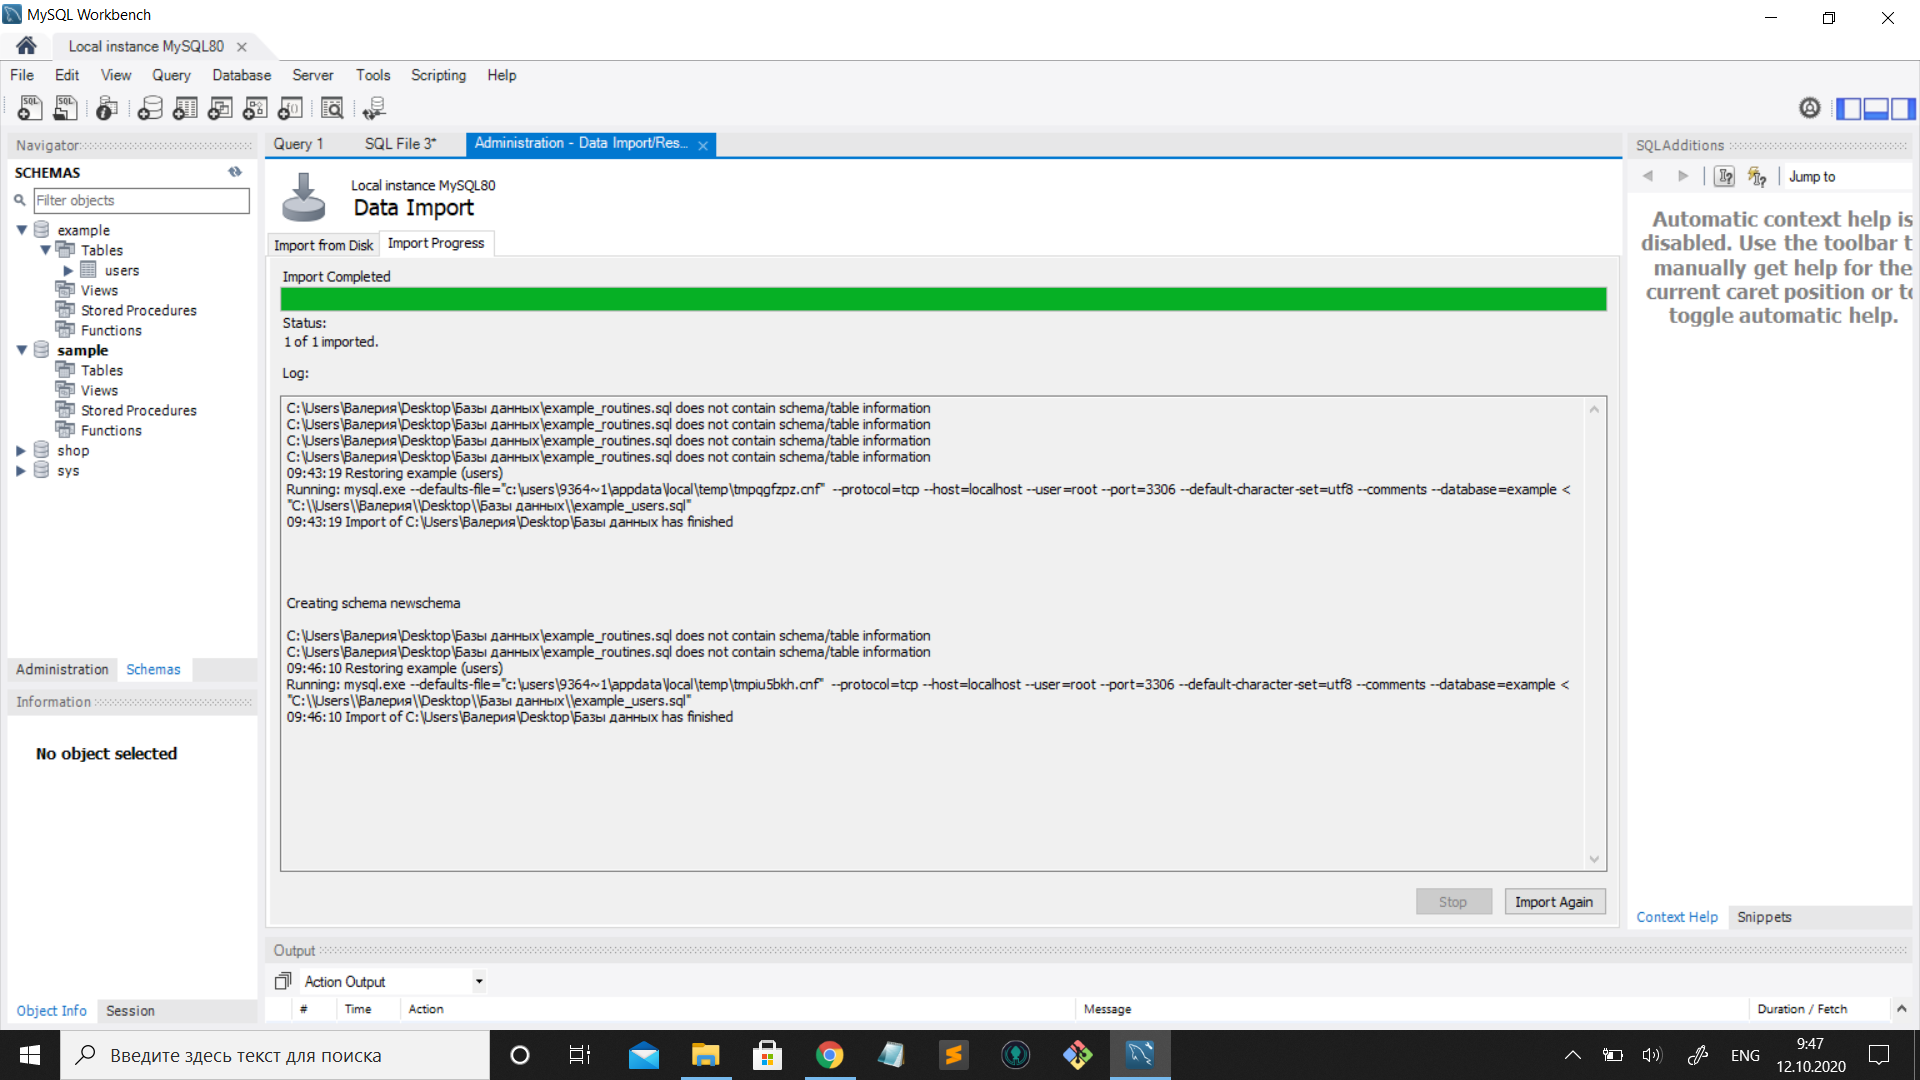 MySQL Workbench
Local instance MySQL80
File Edit View Query Database Server Tools Scripting Help
Navigator
SCHEMAS
Filter objects
example
Tables
users
Views
Stored Procedures
Functions
sample
Tables
Views
Stored Procedures
Functions
shop
sys
Administration Schemas
Information
No object selected
Object Info Session
Query 1 SQL File 3* Administration - Data Import/Res...
Local instance MySQL80
Data Import
Import from Disk Import Progress
Import Completed
Status:
1 of 1 imported.
Log:
C:\Users\Валерия\Desktop\Базы данных\example_routines.sql does not contain schema/table information
C:\Users\Валерия\Desktop\Базы данных\example_routines.sql does not contain schema/table information
C:\Users\Валерия\Desktop\Базы данных\example_routines.sql does not contain schema/table information
C:\Users\Валерия\Desktop\Базы данных\example_routines.sql does not contain schema/table information
09:43:19 Restoring example (users)
Running: mysql.exe --defaults-file="c:\users\9364~1\appdata\local\temp\tmpqgfzpz.cnf" --protocol=tcp --host=localhost --user=root --port=3306 --default-character-set=utf8 --comments --database=example <
"C:\\Users\\Валерия\\Desktop\\Базы данных\\example_users.sql"
09:43:19 Import of C:\Users\Валерия\Desktop\Базы данных has finished
Creating schema newschema
C:\Users\Валерия\Desktop\Базы данных\example_routines.sql does not contain schema/table information
C:\Users\Валерия\Desktop\Базы данных\example_routines.sql does not contain schema/table information
09:46:10 Restoring example (users)
Running: mysql.exe --defaults-file="c:\users\9364~1\appdata\local\temp\tmpiu5bkh.cnf" --protocol=tcp --host=localhost --user=root --port=3306 --default-character-set=utf8 --comments --database=example <
"C:\\Users\\Валерия\\Desktop\\Базы данных\\example_users.sql"
09:46:10 Import of C:\Users\Валерия\Desktop\Базы данных has finished
Stop Import Again
SQLAdditions
Jump to
Automatic context help is
disabled. Use the toolbar t
manually get help for the
current caret position or to
toggle automatic help.
Context Help Snippets
Output
Action Output
# Time Action Message Duration / Fetch
Введите здесь текст для поиска
ENG
9:47
12.10.2020